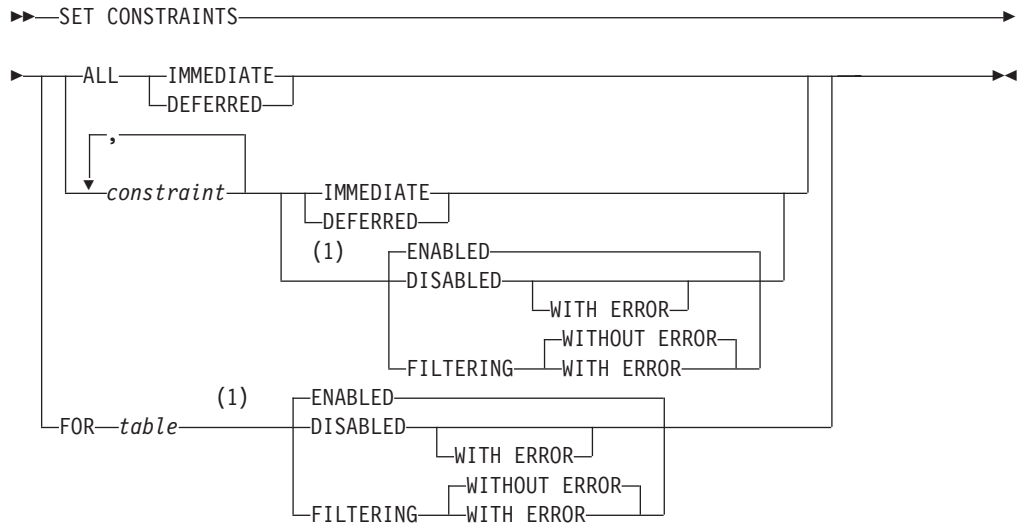 SET CONSTRAINTS
ALL IMMEDIATE
DEFERRED
,
constraint IMMEDIATE
DEFERRED
(1) ENABLED
DISABLED
WITH ERROR
WITHOUT ERROR
FILTERING WITH ERROR
(1) ENABLED
FOR table DISABLED
WITH ERROR
WITHOUT ERROR
FILTERING WITH ERROR